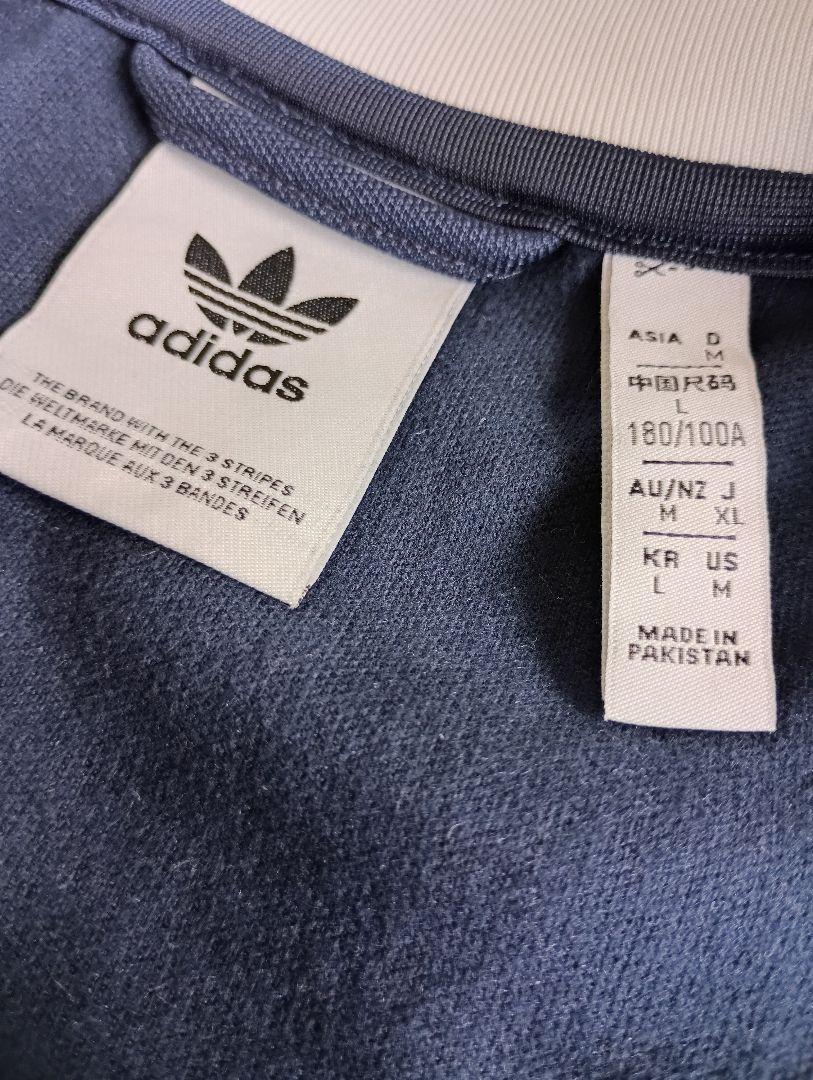 adidas
THE BRAND WITH THE 3 STRIPES
DIE WELTMARKE MIT DEN 3 STREIFEN
LA MARQUE AUX 3 BANDES
ASIA D
M
中国尺码
L
180/100A
AU/NZ J
M XL
KR US
L M
MADE IN
PAKISTAN